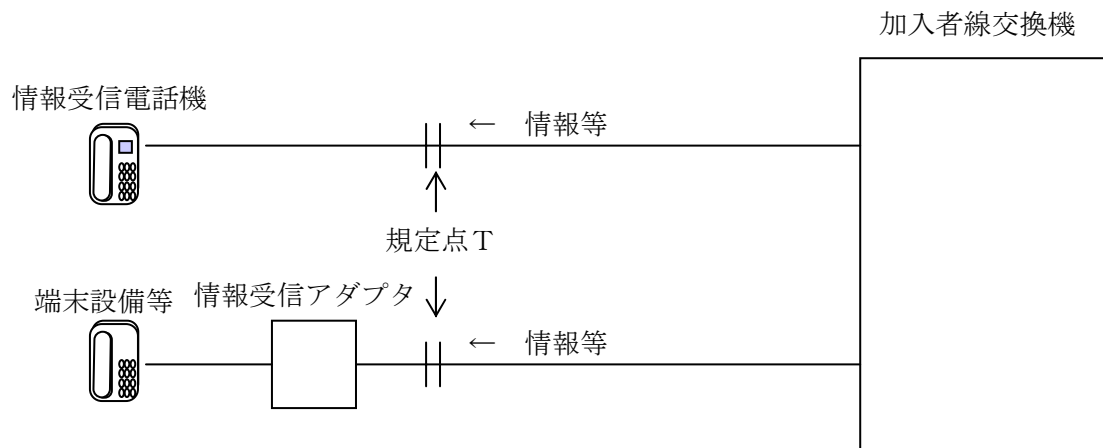 加入者線交換機
情報受信電話機
← 情報等
規定点T
端末設備等
情報受信アダプタ
← 情報等